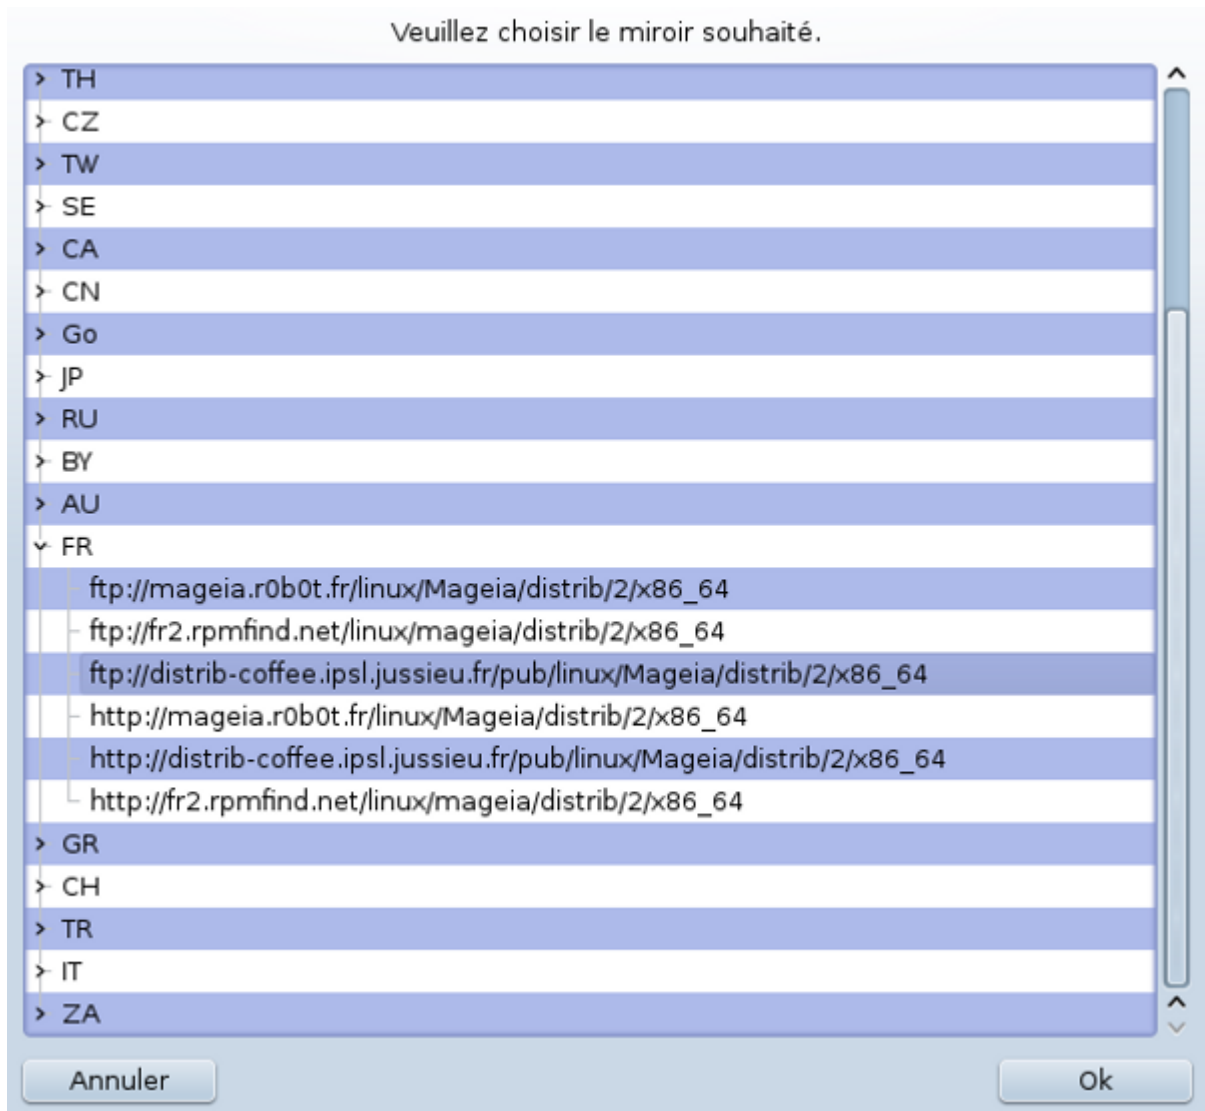 Veuillez choisir le miroir souhaité.
TH
CZ
TW
SE
CA
CN
Go
JP
RU
BY
AU
FR
ftp://mageia.r0b0t.fr/linux/Mageia/distrib/2/x86_64
ftp://fr2.rpmfind.net/linux/mageia/distrib/2/x86_64
ftp://distrib-coffee.ipsl.jussieu.fr/pub/linux/Mageia/distrib/2/x86_64
http://mageia.r0b0t.fr/linux/Mageia/distrib/2/x86_64
http://distrib-coffee.ipsl.jussieu.fr/pub/linux/Mageia/distrib/2/x86_64
http://fr2.rpmfind.net/linux/mageia/distrib/2/x86_64
GR
CH
TR
IT
ZA
Annuler
Ok